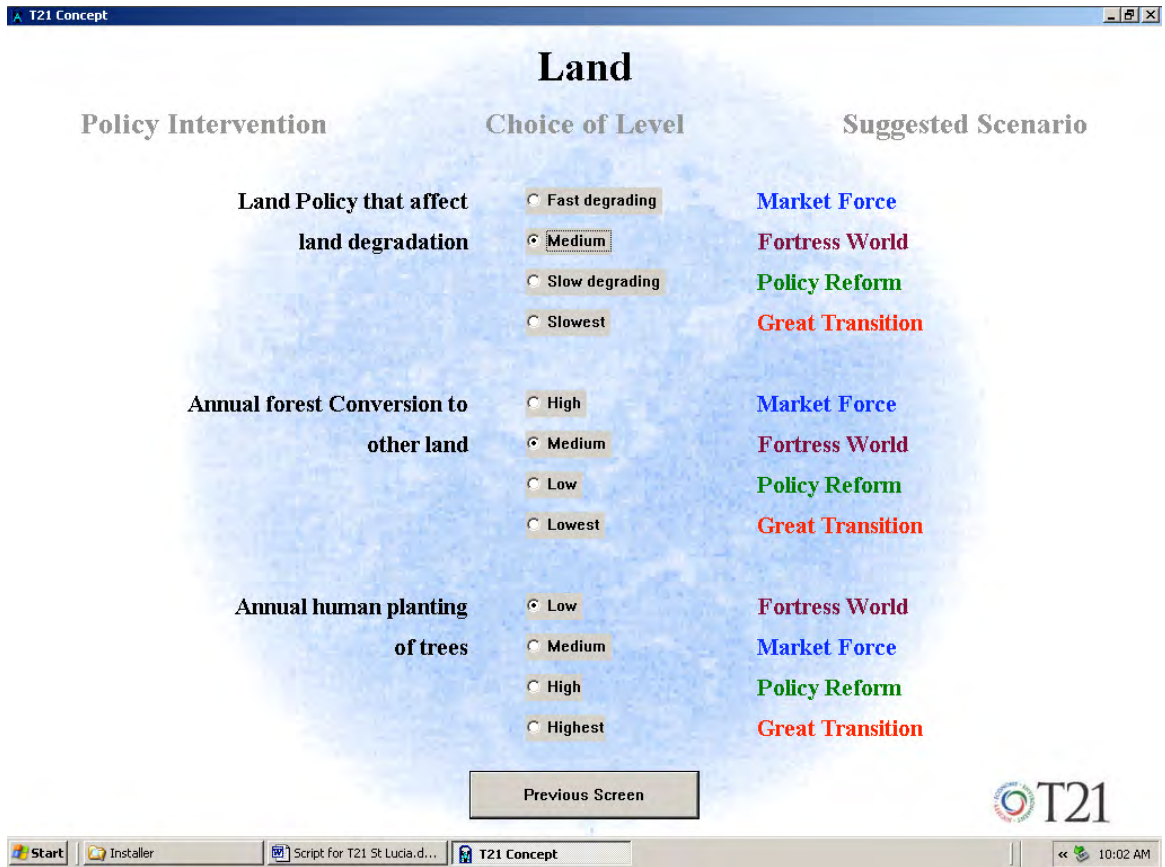 T21 Concept
Land
Policy Intervention Choice of Level Suggested Scenario
Land Policy that affect Fast degrading Market Force
land degradation Medium Fortress World
Slow degrading Policy Reform
Slowest Great Transition
Annual forest Conversion to High Market Force
other land Medium Fortress World
Low Policy Reform
Lowest Great Transition
Annual human planting Low Fortress World
of trees Medium Market Force
High Policy Reform
Highest Great Transition
Previous Screen
T21
Start Installer Script for T21 St Lucia.d... T21 Concept « 10:02 AM